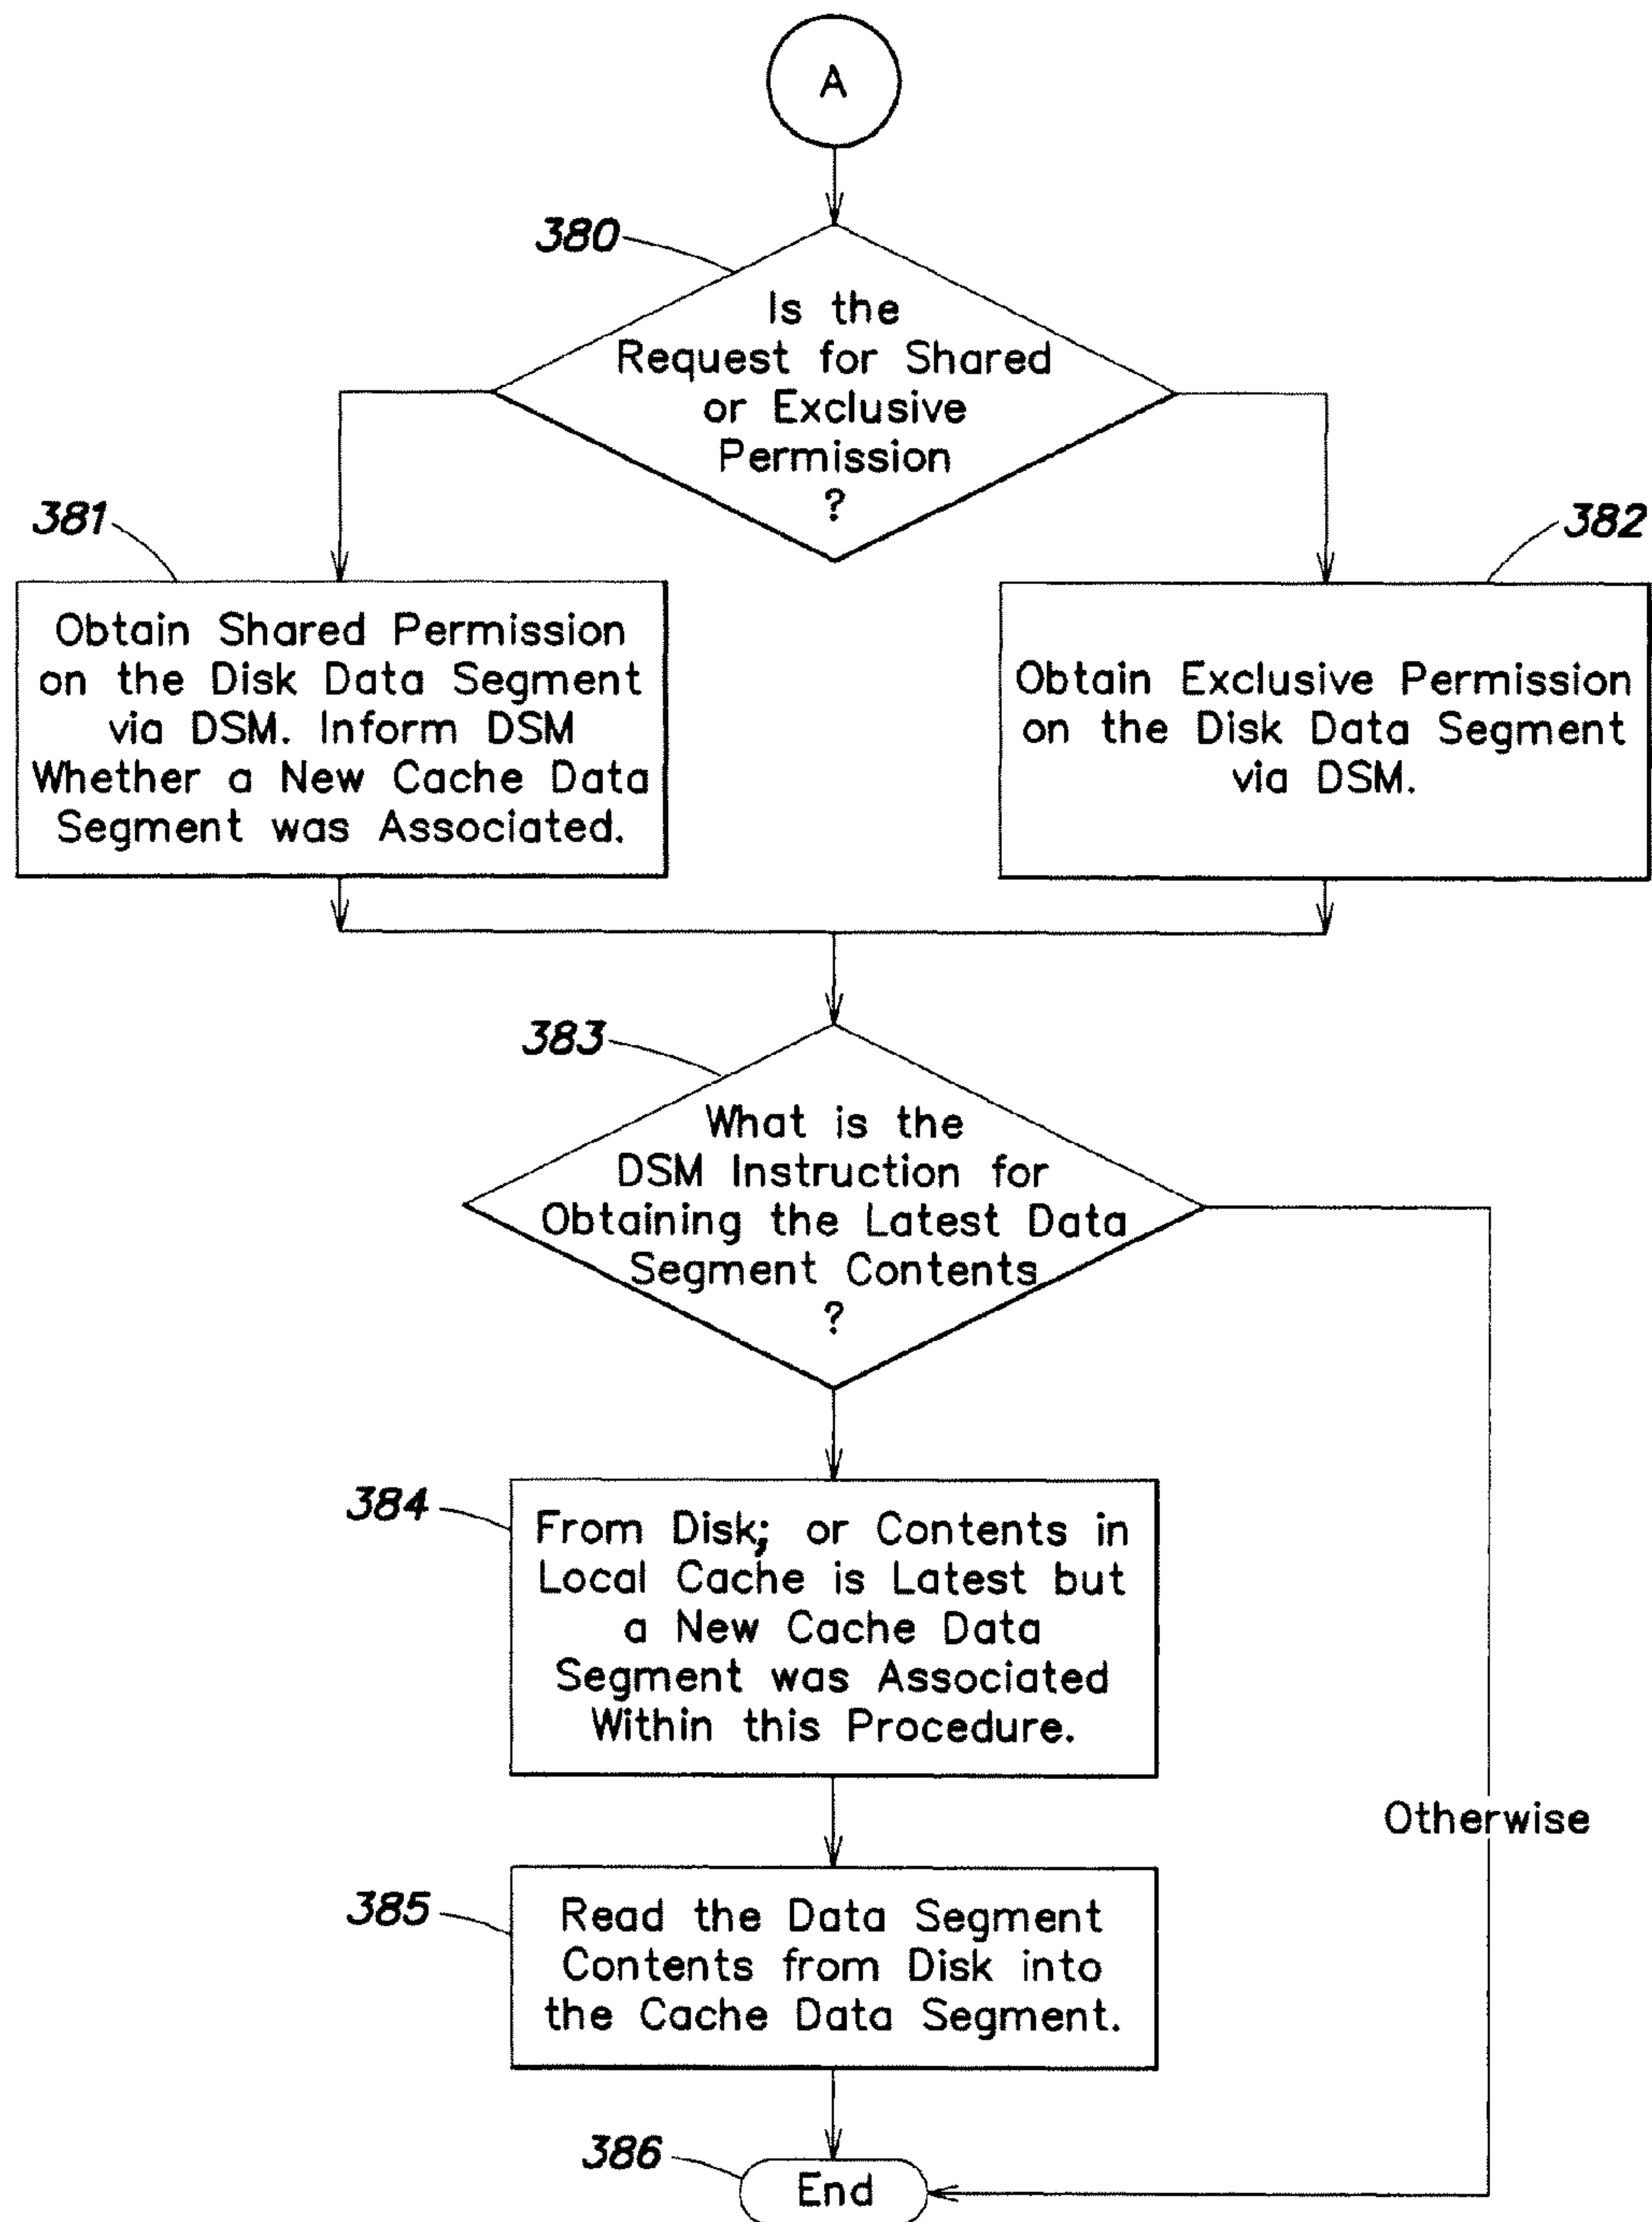 A
380
Is the
Request for Shared
or Exclusive
Permission
?
381
Obtain Shared Permission
on the Disk Data Segment
via DSM. Inform DSM
Whether a New Cache Data
Segment was Associated.
382
Obtain Exclusive Permission
on the Disk Data Segment
via DSM.
383
What is the
DSM Instruction for
Obtaining the Latest Data
Segment Contents
?
384
From Disk; or Contents in
Local Cache is Latest but
a New Cache Data
Segment was Associated
Within this Procedure.
Otherwise
385
Read the Data Segment
Contents from Disk into
the Cache Data Segment.
386
End